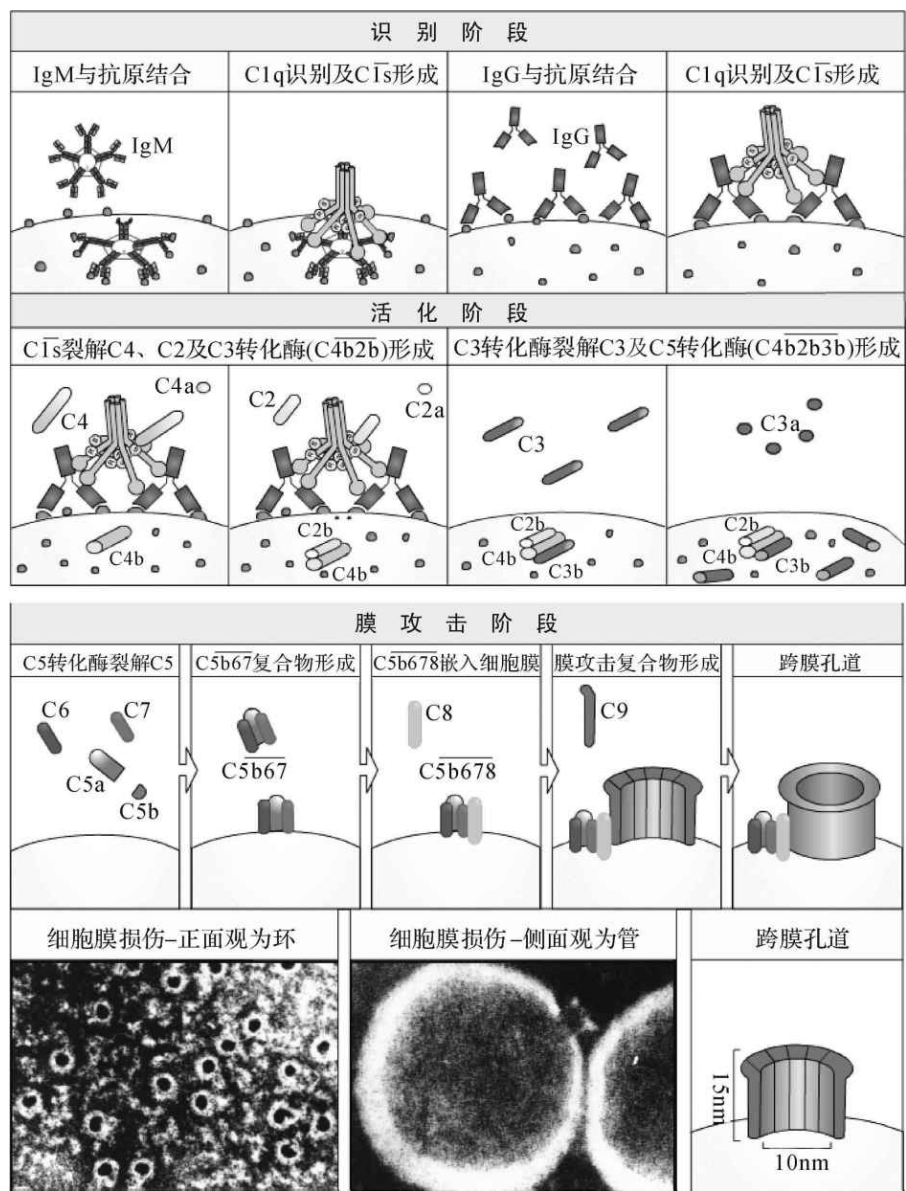 识别阶段
IgM与抗原结合
C1q识别及C1s形成
IgG与抗原结合
C1q识别及C1s形成
IgM
IgG
活化阶段
C1s裂解C4、C2及C3转化酶(C4b2b)形成
C3转化酶裂解C3及C5转化酶(C4b2b3b)形成
C4a
C4
C4b
C2
C2a
C2b
C4b
C3
C2b
C4b
C3b
C3a
C2b
C4b
C3b
膜攻击阶段
C5转化酶裂解C5
C5b67复合物形成
C5b678嵌入细胞膜
膜攻击复合物形成
跨膜孔道
C6
C7
C5a
C5b
C5b67
C8
C5b678
C9
细胞膜损伤-正面观为环
细胞膜损伤-侧面观为管
跨膜孔道
15nm
10nm